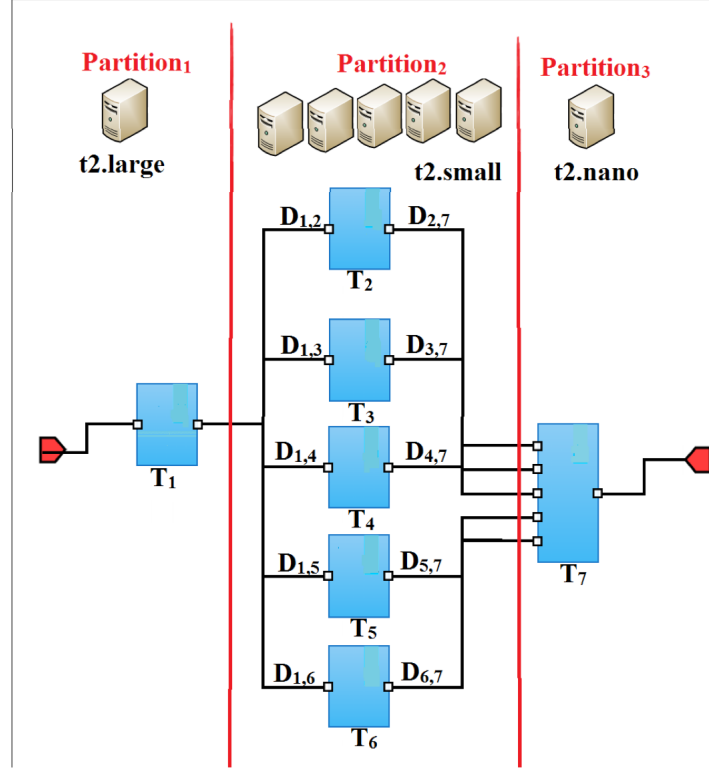 Partition₁
Partition₂
Partition₃
t2.large
t2.small
t2.nano
D₁,₂
D₂,₇
T₂
D₁,₃
D₃,₇
T₃
D₁,₄
D₄,₇
T₁
T₄
D₁,₅
D₅,₇
T₇
T₅
D₁,₆
D₆,₇
T₆